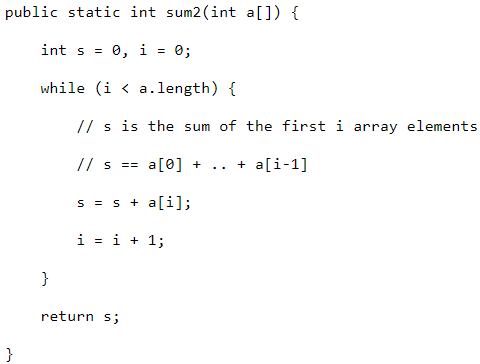 public static int sum2(int a[]) {
int s = 0, i = 0;
while (i < a.length) {
// s is the sum of the first i array elements
// s == a[0] + .. + a[i-1]
s = s + a[i];
i = i + 1;
}
return s;
}